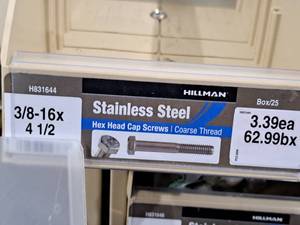 H831644
HILLMAN
Box/25
3/8-16x
4 1/2
Stainless Steel
Hex Head Cap Screws | Coarse Thread
3.39ea
62.99bx
H831646
HILLMAN